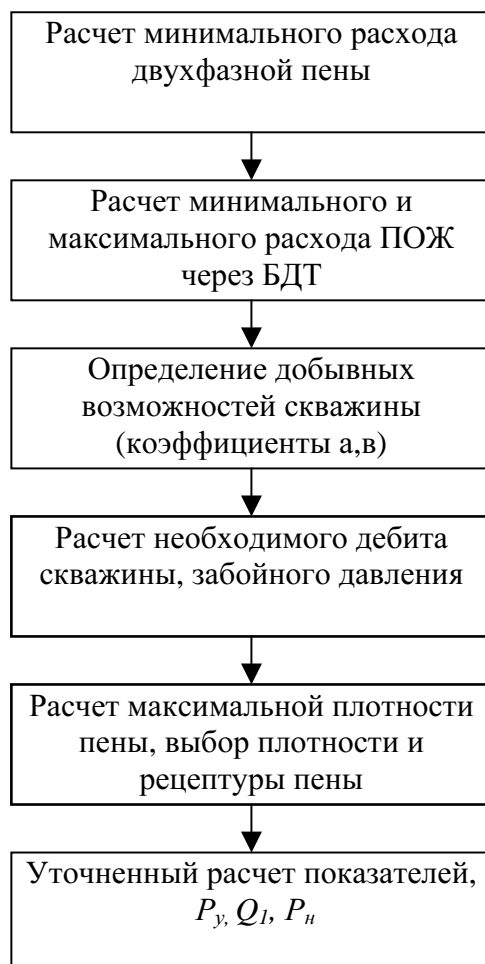 Расчет минимального расхода
двухфазной пены
Расчет минимального и
максимального расхода ПОЖ
через БДТ
Определение добывных
возможностей скважины
(коэффициенты а,в)
Расчет необходимого дебита
скважины, забойного давления
Расчет максимальной плотности
пены, выбор плотности и
рецептуры пены
Уточненный расчет показателей,
Pу, Q1, Pн